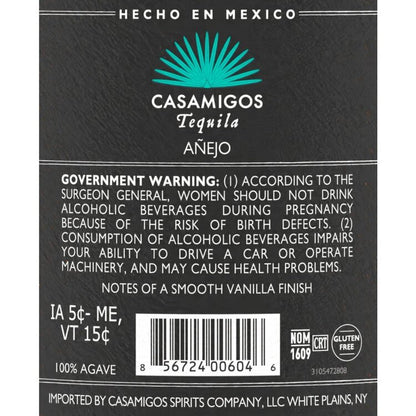 HECHO EN MEXICO
CASAMIGOS
Tequila
AÑEJO
GOVERNMENT WARNING: (1) ACCORDING TO THE
SURGEON GENERAL, WOMEN SHOULD NOT DRINK
ALCOHOLIC BEVERAGES DURING PREGNANCY
BECAUSE OF THE RISK OF BIRTH DEFECTS. (2)
CONSUMPTION OF ALCOHOLIC BEVERAGES IMPAIRS
YOUR ABILITY TO DRIVE A CAR OR OPERATE
MACHINERY, AND MAY CAUSE HEALTH PROBLEMS.
NOTES OF A SMOOTH VANILLA FINISH
IA 5¢- ME,
VT 15¢
100% AGAVE
8 56724 00604 6
NOM
1609
CRT
GLUTEN
FREE
3105472808
IMPORTED BY CASAMIGOS SPIRITS COMPANY, LLC WHITE PLAINS, NY